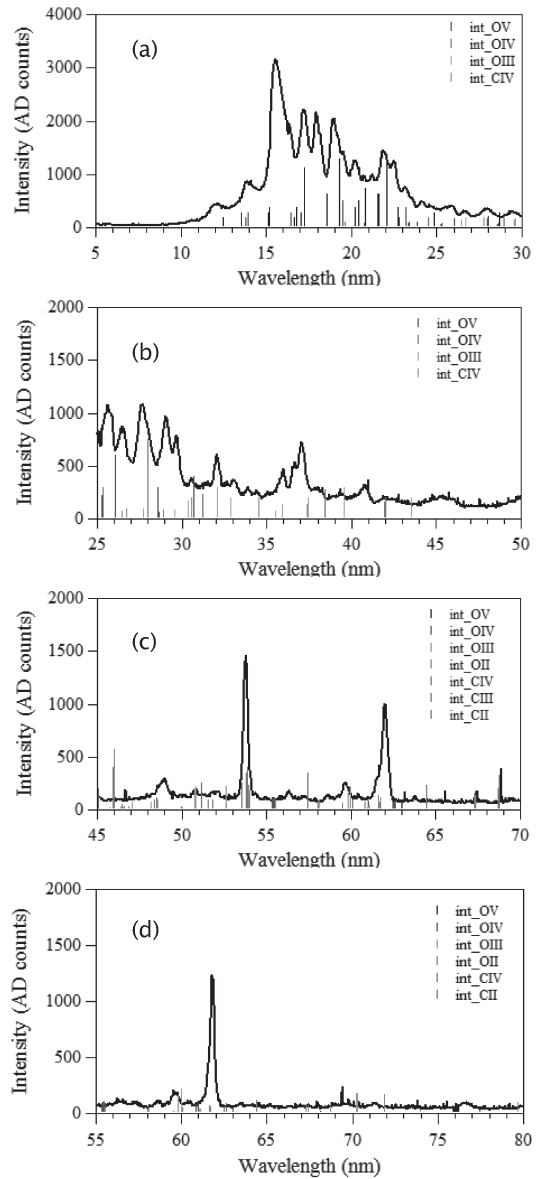 (a)
int_OV
int_OIV
int_OIII
int_CIV
Intensity (AD counts)
4000
3000
2000
1000
0
5 10 15 20 25 30
Wavelength (nm)
(b)
int_OV
int_OIV
int_OIII
int_CIV
Intensity (AD counts)
2000
1500
1000
500
0
25 30 35 40 45 50
Wavelength (nm)
(c)
int_OV
int_OIV
int_OIII
int_OII
int_CIV
int_CIII
int_CII
Intensity (AD counts)
2000
1500
1000
500
0
45 50 55 60 65 70
Wavelength (nm)
(d)
int_OV
int_OIV
int_OIII
int_OII
int_CIV
int_CII
Intensity (AD counts)
2000
1500
1000
500
0
55 60 65 70 75 80
Wavelength (nm)